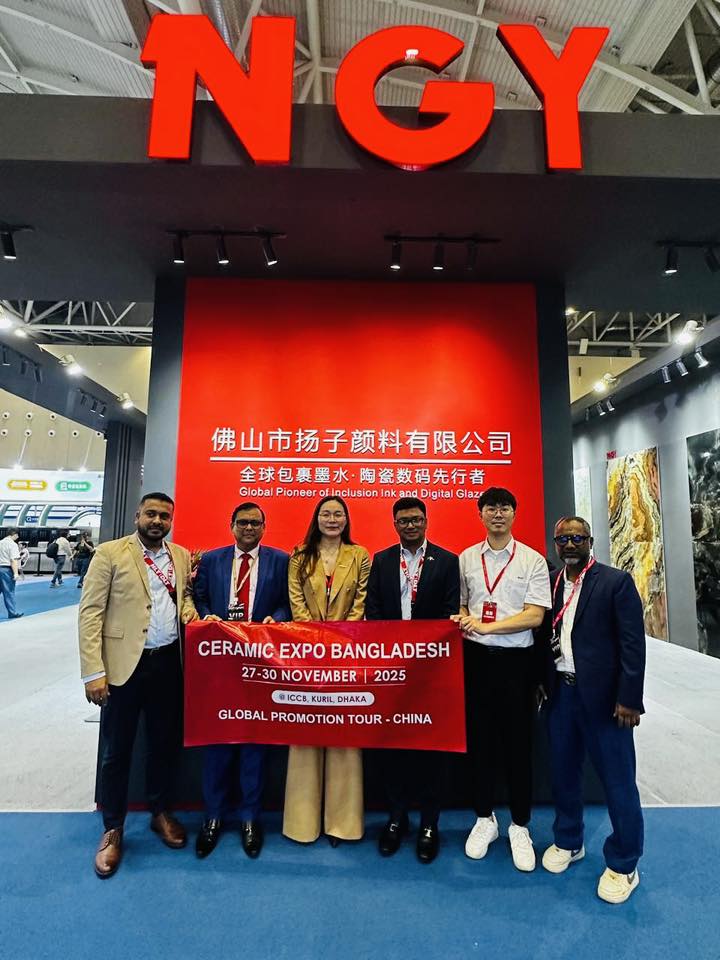 NGY
佛山市扬子颜料有限公司
全球包裹墨水·陶瓷数码先行者
Global Pioneer of Inclusion Ink and Digital Glaze
VIP
CERAMIC EXPO BANGLADESH
27-30 NOVEMBER | 2025
@ ICCB, KURIL, DHAKA
GLOBAL PROMOTION TOUR - CHINA